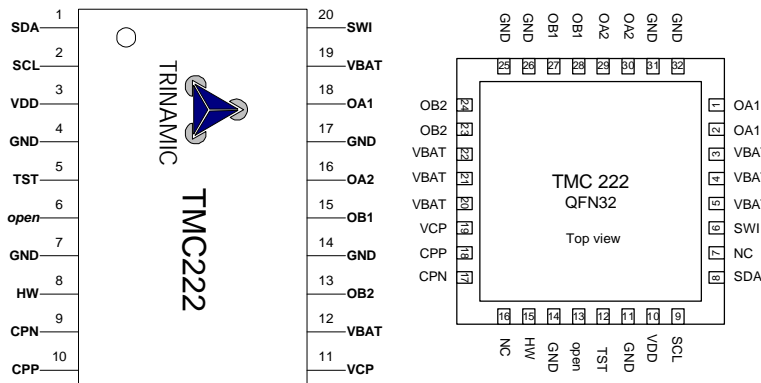 1 20
SDA SWI
2 19
SCL VBAT
3 18
VDD OA1
4 17
GND GND
5 16
TST OA2
6 15
open OB1
7 14
GND GND
8 13
HW OB2
9 12
CPN VBAT
10 11
CPP VCP
TRINAMIC
TMC222
GND GND OB1 OB1 OA2 OA2 GND GND
25 26 27 28 29 30 31 32
OB2 24 1 OA1
OB2 23 2 OA1
VBAT 22 3 VBA
VBAT 21 4 VBA
VBAT 20 5 VBA
VCP 19 6 SWI
CPP 18 7 NC
CPN 17 8 SDA
TMC 222
QFN32
Top view
16 15 14 13 12 11 10 9
NC HW GND open TST GND VDD SCL